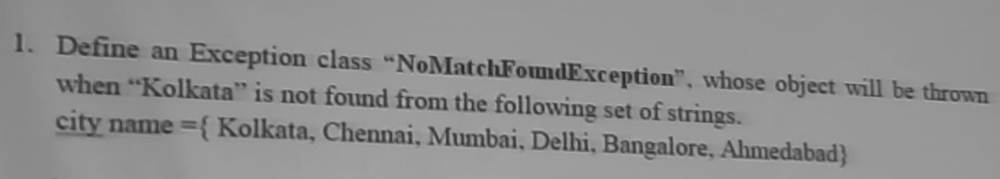 1. Define an Exception class “NoMatchFoundException”, whose object will be thrown
when “Kolkata” is not found from the following set of strings.
city name ={ Kolkata, Chennai, Mumbai, Delhi, Bangalore, Ahmedabad}